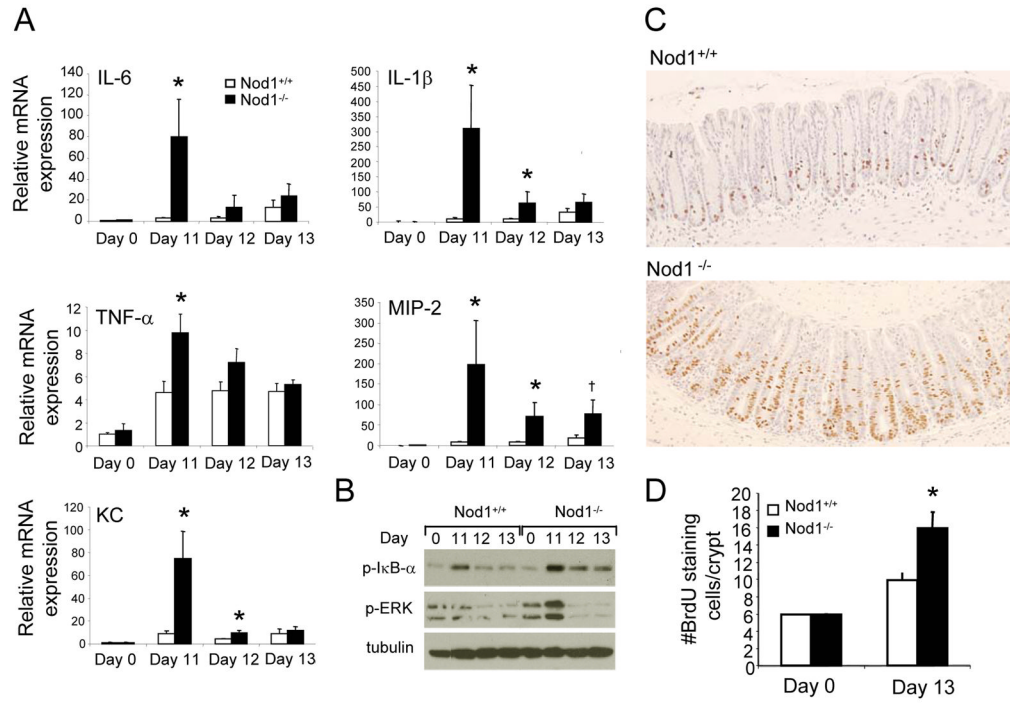 A
Relative mRNA expression
IL-6
Nod1+/+
Nod1-/-
140
120
100
80
60
40
20
0
*
Day 0 Day 11 Day 12 Day 13
IL-1β
500
450
400
350
300
250
200
150
100
50
0
*
*
Day 0 Day 11 Day 12 Day 13
Relative mRNA expression
TNF-α
12
10
8
6
4
2
0
*
Day 0 Day 11 Day 12 Day 13
MIP-2
350
300
250
200
150
100
50
0
*
*
†
Day 0 Day 11 Day 12 Day 13
Relative mRNA expression
KC
120
100
80
60
40
20
0
*
*
Day 0 Day 11 Day 12 Day 13
B
Nod1+/+ Nod1-/-
Day 0 11 12 13 0 11 12 13
p-IκB-α
p-ERK
tubulin
C
Nod1+/+
Nod1 -/-
D
#BrdU staining cells/crypt
20
18
16
14
12
10
8
6
4
2
0
Nod1+/+
Nod1-/-
*
Day 0 Day 13